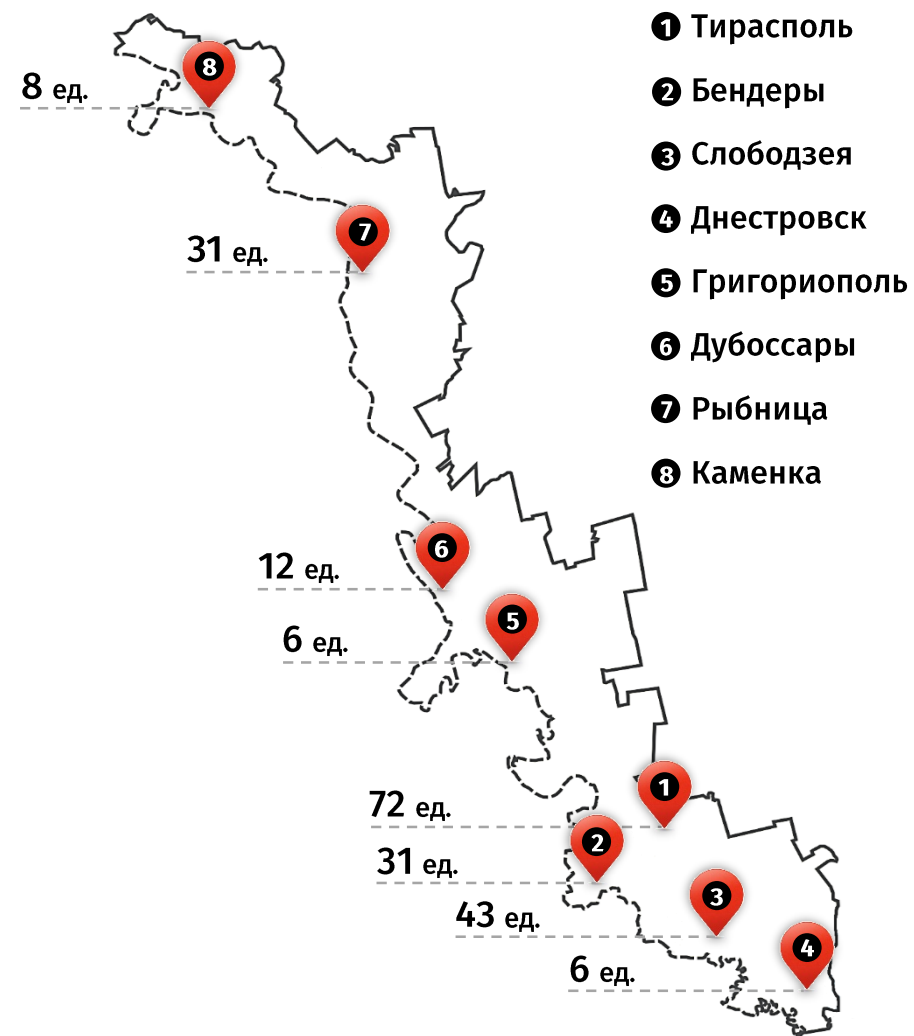 1 Тирасполь
2 Бендеры
3 Слободзея
4 Днестровск
5 Григориополь
6 Дубоссары
7 Рыбница
8 Каменка
8 ед.
8
31 ед.
7
12 ед.
6
6 ед.
5
72 ед.
1
31 ед.
2
43 ед.
3
6 ед.
4